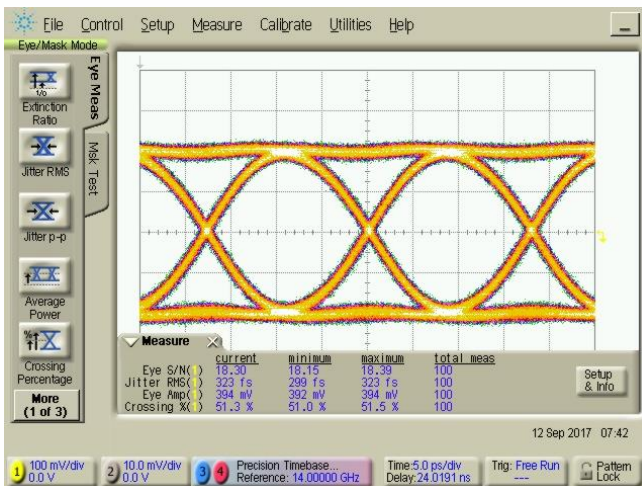 File Control Setup Measure Calibrate Utilities Help
Eye/Mask Mode
Eye Meas
Msk Test
Extinction
Ratio
Jitter RMS
Jitter p-p
Average
Power
Crossing
Percentage
More
(1 of 3)
Measure
current minimum maximum total meas
Eye S/N(1) 18.30 18.15 18.39 100
Jitter RMS(1) 323 fs 299 fs 323 fs 100
Eye Amp(1) 394 mV 392 mV 394 mV 100
Crossing %(1) 51.3 % 51.0 % 51.5 % 100
Setup
& Info
12 Sep 2017 07:42
1 100 mV/div
0.0 V
2 10.0 mV/div
0.0 V
3 4 Precision Timebase...
Reference: 14.00000 GHz
Time:5.0 ps/div
Delay:24.0191 ns
Trig: Free Run
---
Pattern
Lock